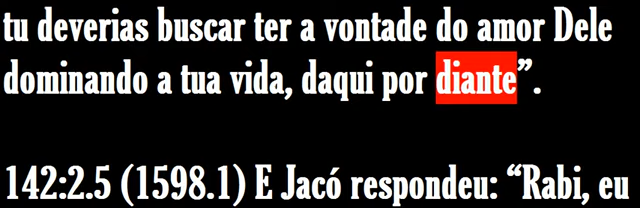 tu deverias buscar ter a vontade do amor Dele
dominando a tua vida, daqui por diante”.
142:2.5 (1598.1) E Jacó respondeu: “Rabi, eu